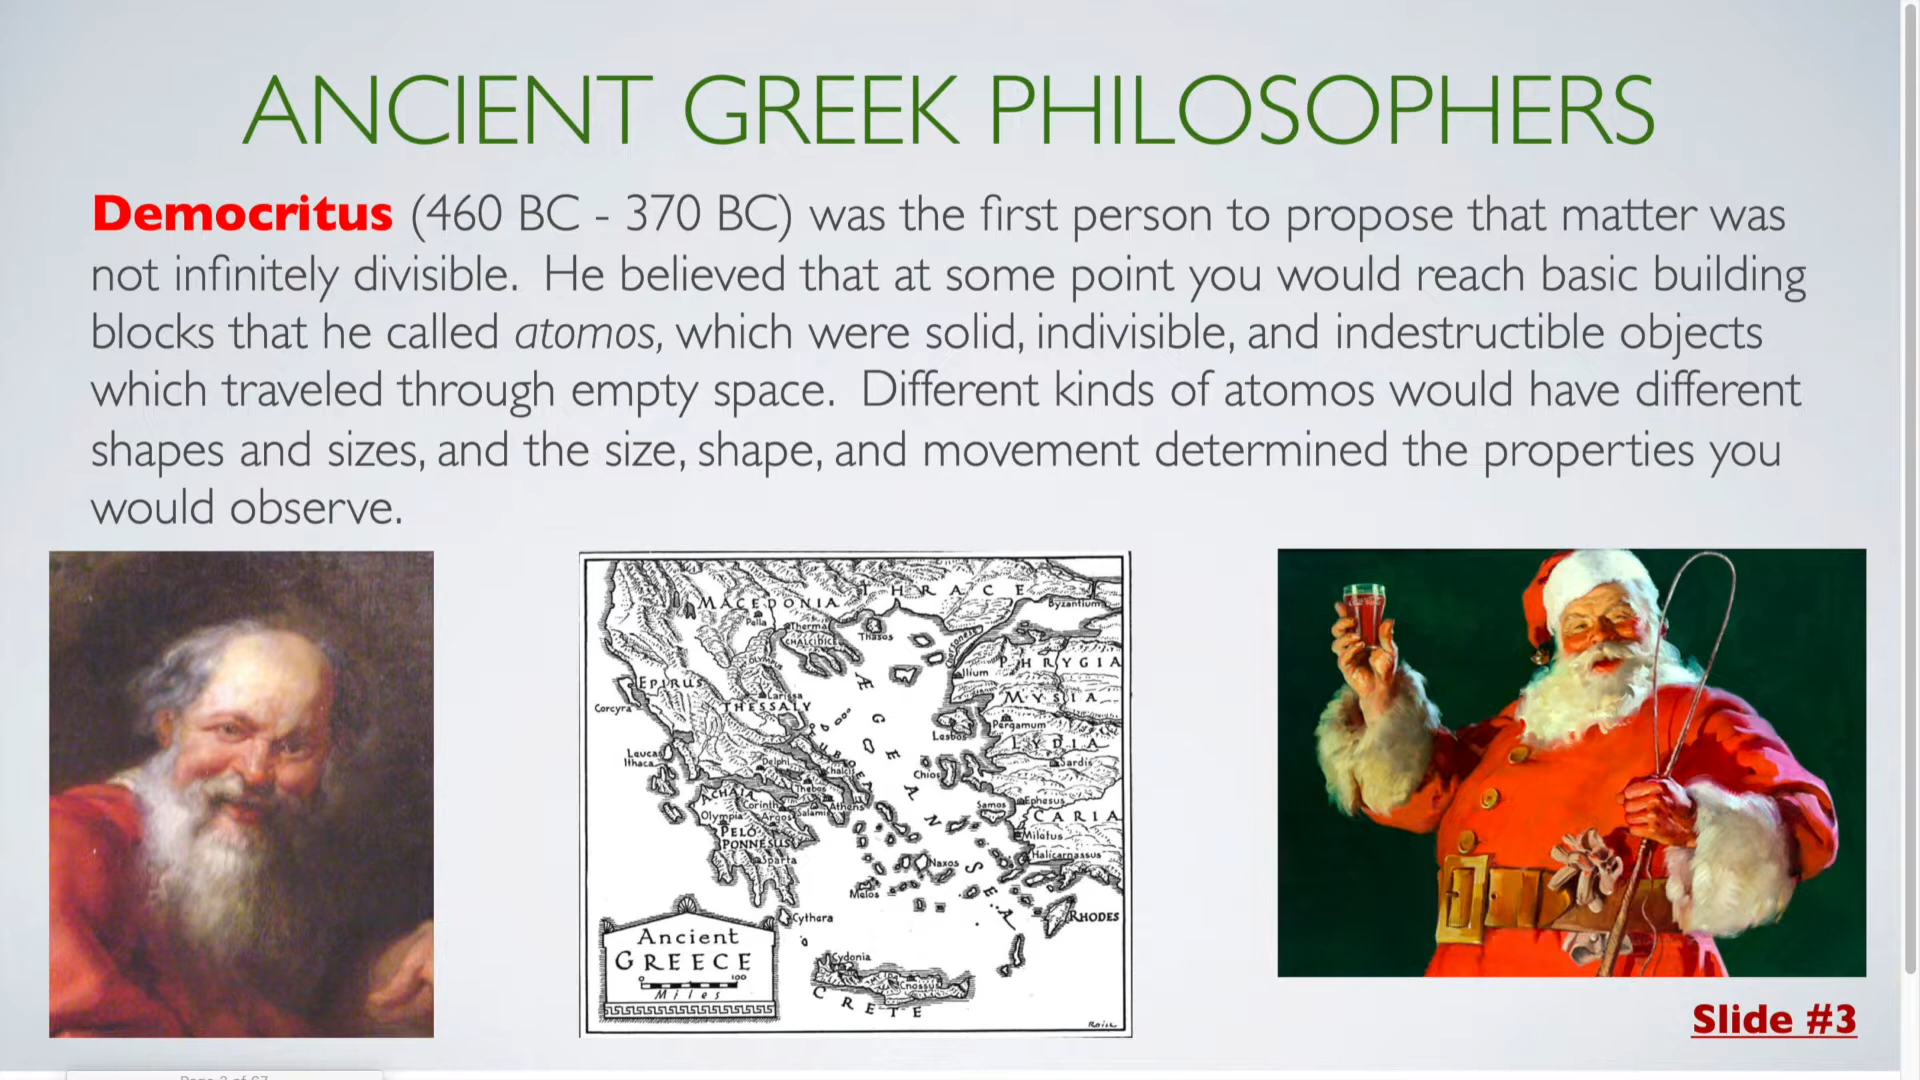 ANCIENT GREEK PHILOSOPHERS
Democritus (460 BC - 370 BC) was the first person to propose that matter was
not infinitely divisible. He believed that at some point you would reach basic building
blocks that he called atomos, which were solid, indivisible, and indestructible objects
which traveled through empty space. Different kinds of atomos would have different
shapes and sizes, and the size, shape, and movement determined the properties you
would observe.
THRACE
MACEDONIA
Byzantium
Pella
Therma
CHALCIDICE
Thasos
OLYMPUS
PHRYGIA
Ilium
EPIRUS
Larissa
MYSIA
Corcyra
THESSALY
ÆGEAN SEA
Pergamum
Lesbos
LYDIA
Leucas
Ithaca
Delphi
Chalcis
Chios
Sardis
Thebes
ACHAIA
Corinth
Athens
Samos
Ephesus
Olympia
Argos
Salamis
CARIA
PELO-
PONNESUS
Miletus
Sparta
Naxos
Halicarnassus
Melos
Cythera
RHODES
Ancient
GREECE
0 100
Miles
Cydonia
Cnossus
CRETE
Slide #3